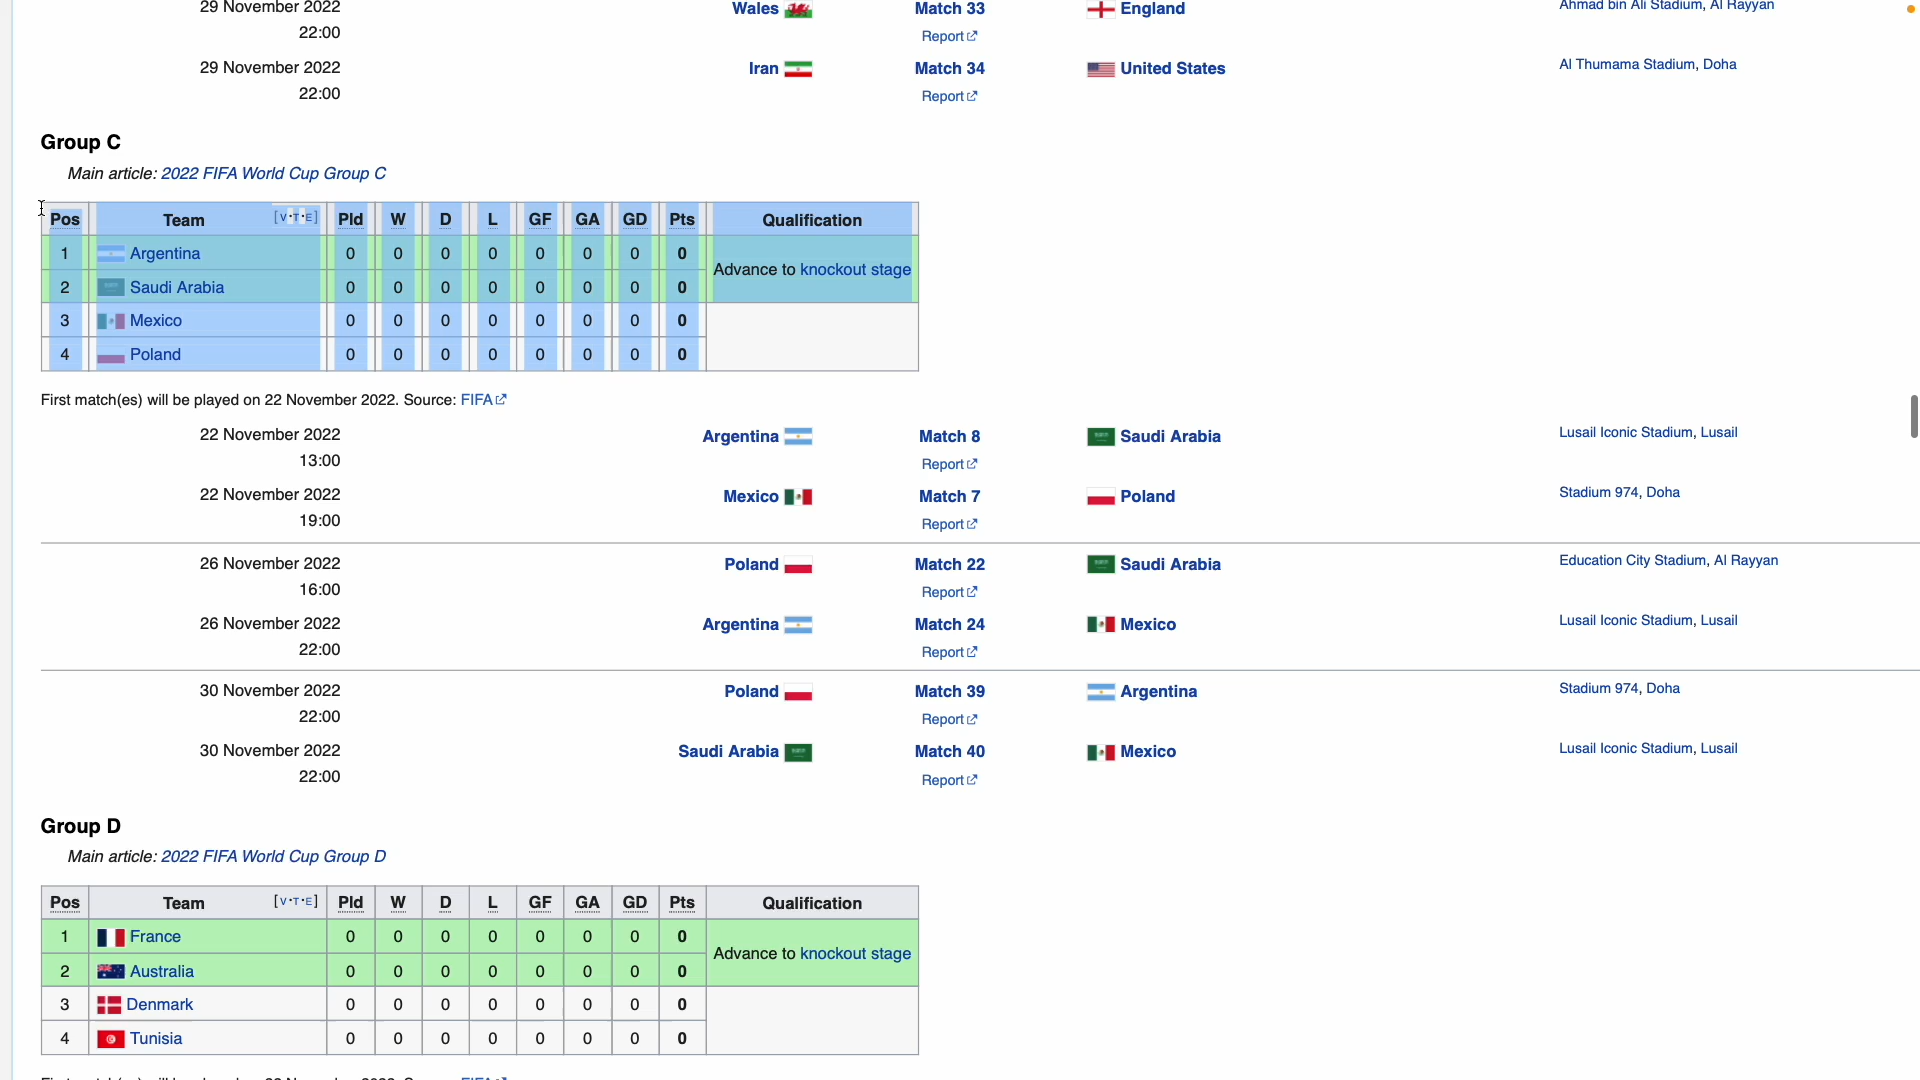 29 November 2022 Wales Match 33 England Ahmad bin Ali Stadium, Al Rayyan
22:00 Report
29 November 2022 Iran Match 34 United States Al Thumama Stadium, Doha
22:00 Report
Group C
Main article: 2022 FIFA World Cup Group C
Pos Team [V•T•E] Pld W D L GF GA GD Pts Qualification
1 Argentina 0 0 0 0 0 0 0 0 Advance to knockout stage
2 Saudi Arabia 0 0 0 0 0 0 0 0
3 Mexico 0 0 0 0 0 0 0 0
4 Poland 0 0 0 0 0 0 0 0
First match(es) will be played on 22 November 2022. Source: FIFA
22 November 2022 Argentina Match 8 Saudi Arabia Lusail Iconic Stadium, Lusail
13:00 Report
22 November 2022 Mexico Match 7 Poland Stadium 974, Doha
19:00 Report
26 November 2022 Poland Match 22 Saudi Arabia Education City Stadium, Al Rayyan
16:00 Report
26 November 2022 Argentina Match 24 Mexico Lusail Iconic Stadium, Lusail
22:00 Report
30 November 2022 Poland Match 39 Argentina Stadium 974, Doha
22:00 Report
30 November 2022 Saudi Arabia Match 40 Mexico Lusail Iconic Stadium, Lusail
22:00 Report
Group D
Main article: 2022 FIFA World Cup Group D
Pos Team [V•T•E] Pld W D L GF GA GD Pts Qualification
1 France 0 0 0 0 0 0 0 0 Advance to knockout stage
2 Australia 0 0 0 0 0 0 0 0
3 Denmark 0 0 0 0 0 0 0 0
4 Tunisia 0 0 0 0 0 0 0 0